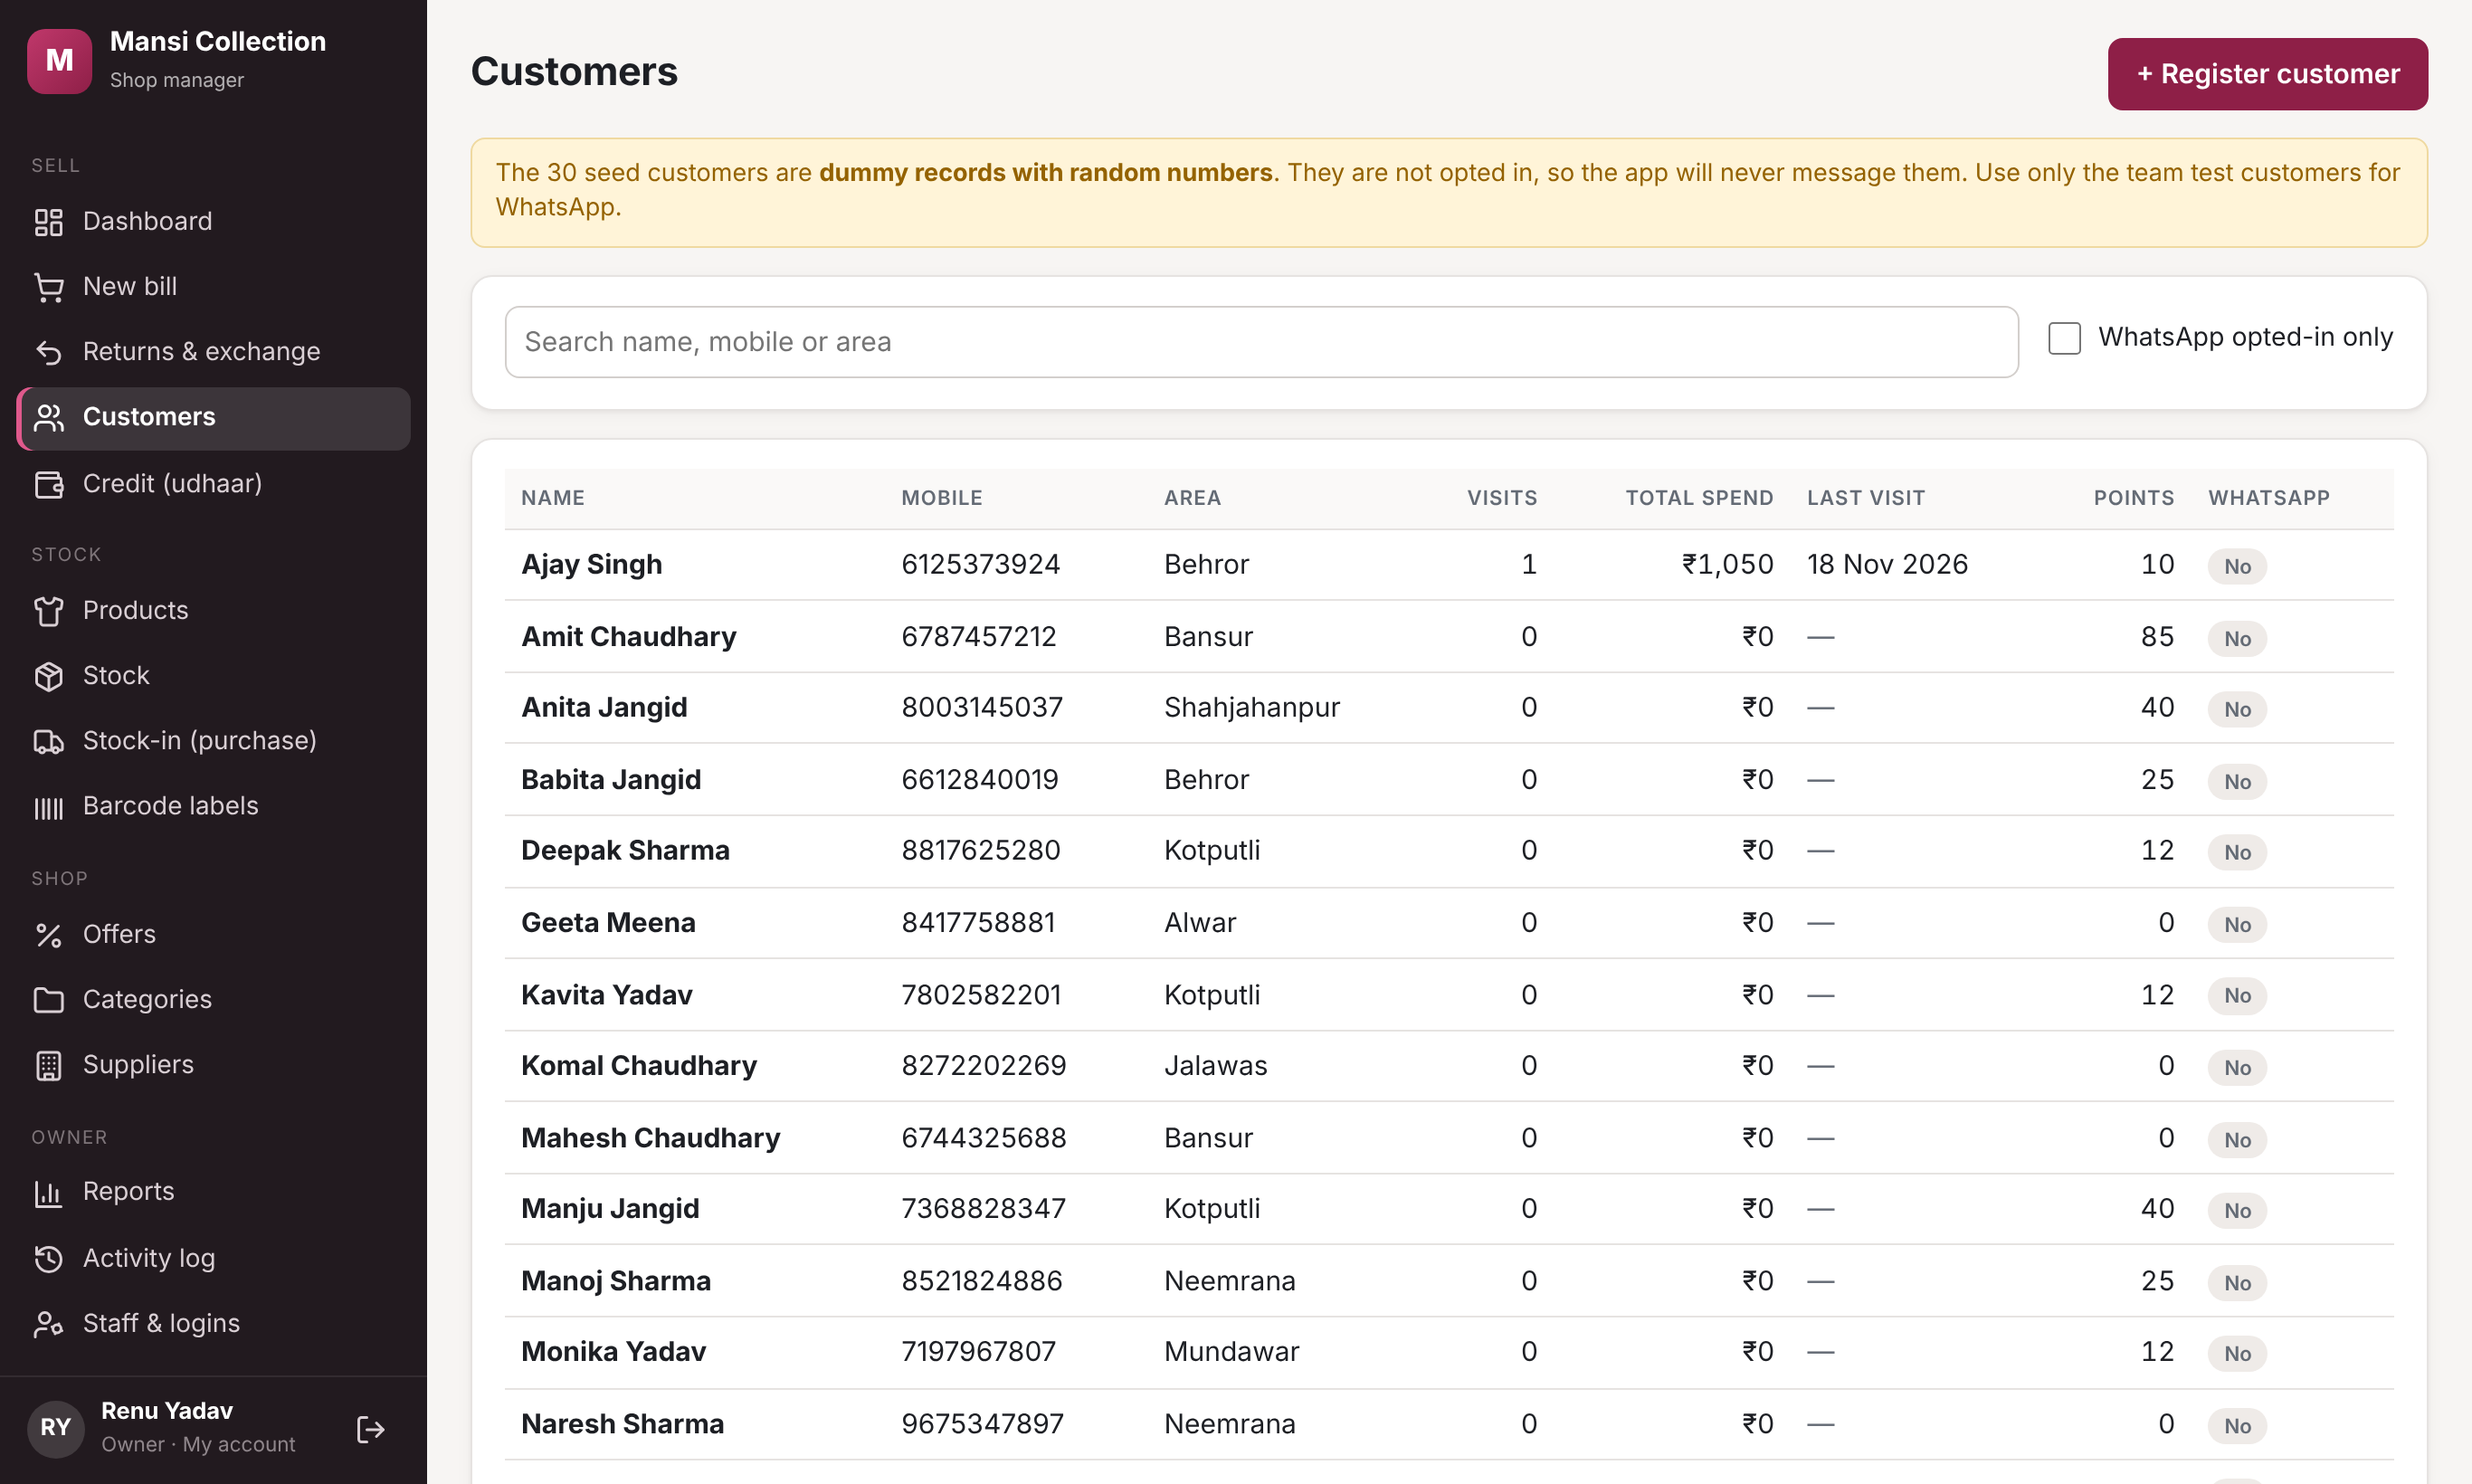 M
Mansi Collection
Shop manager
SELL
Dashboard
New bill
Returns & exchange
Customers
Credit (udhaar)
STOCK
Products
Stock
Stock-in (purchase)
Barcode labels
SHOP
Offers
Categories
Suppliers
OWNER
Reports
Activity log
Staff & logins
RY
Renu Yadav
Owner · My account
Customers
+ Register customer
The 30 seed customers are dummy records with random numbers. They are not opted in, so the app will never message them. Use only the team test customers for
WhatsApp.
Search name, mobile or area
WhatsApp opted-in only
NAME MOBILE AREA VISITS TOTAL SPEND LAST VISIT POINTS WHATSAPP
Ajay Singh 6125373924 Behror 1 ₹1,050 18 Nov 2026 10 No
Amit Chaudhary 6787457212 Bansur 0 ₹0 — 85 No
Anita Jangid 8003145037 Shahjahanpur 0 ₹0 — 40 No
Babita Jangid 6612840019 Behror 0 ₹0 — 25 No
Deepak Sharma 8817625280 Kotputli 0 ₹0 — 12 No
Geeta Meena 8417758881 Alwar 0 ₹0 — 0 No
Kavita Yadav 7802582201 Kotputli 0 ₹0 — 12 No
Komal Chaudhary 8272202269 Jalawas 0 ₹0 — 0 No
Mahesh Chaudhary 6744325688 Bansur 0 ₹0 — 0 No
Manju Jangid 7368828347 Kotputli 0 ₹0 — 40 No
Manoj Sharma 8521824886 Neemrana 0 ₹0 — 25 No
Monika Yadav 7197967807 Mundawar 0 ₹0 — 12 No
Naresh Sharma 9675347897 Neemrana 0 ₹0 — 0 No